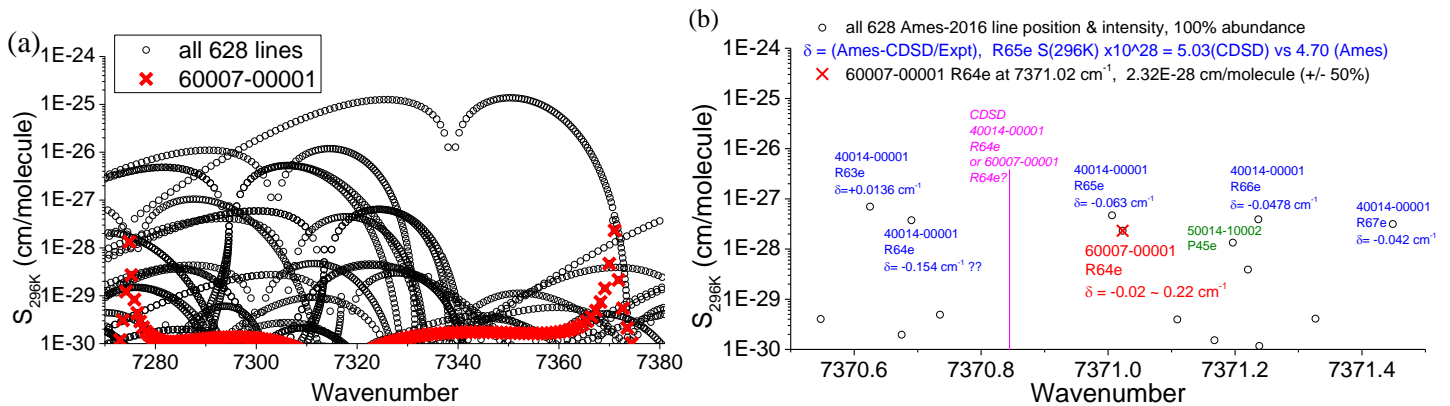 (a)
all 628 lines
60007-00001
1E-24
1E-25
1E-26
1E-27
1E-28
1E-29
1E-30
S296K (cm/molecule)
7280
7300
7320
7340
7360
7380
Wavenumber
(b)
all 628 Ames-2016 line position & intensity, 100% abundance
δ = (Ames-CDSD/Expt), R65e S(296K) x10^28 = 5.03(CDSD) vs 4.70 (Ames)
60007-00001 R64e at 7371.02 cm-1, 2.32E-28 cm/molecule (+/- 50%)
1E-24
1E-25
1E-26
1E-27
1E-28
1E-29
1E-30
S296K (cm/molecule)
CDSD
40014-00001
R64e
or 60007-00001
R64e?
40014-00001
R63e
δ=+0.0136 cm-1
40014-00001
R64e
δ= -0.154 cm-1 ??
40014-00001
R65e
δ= -0.063 cm-1
60007-00001
R64e
δ = -0.02 ~ 0.22 cm-1
40014-00001
R66e
δ= -0.0478 cm-1
50014-10002
P45e
40014-00001
R67e
δ= -0.042 cm-1
7370.6
7370.8
7371.0
7371.2
7371.4
Wavenumber